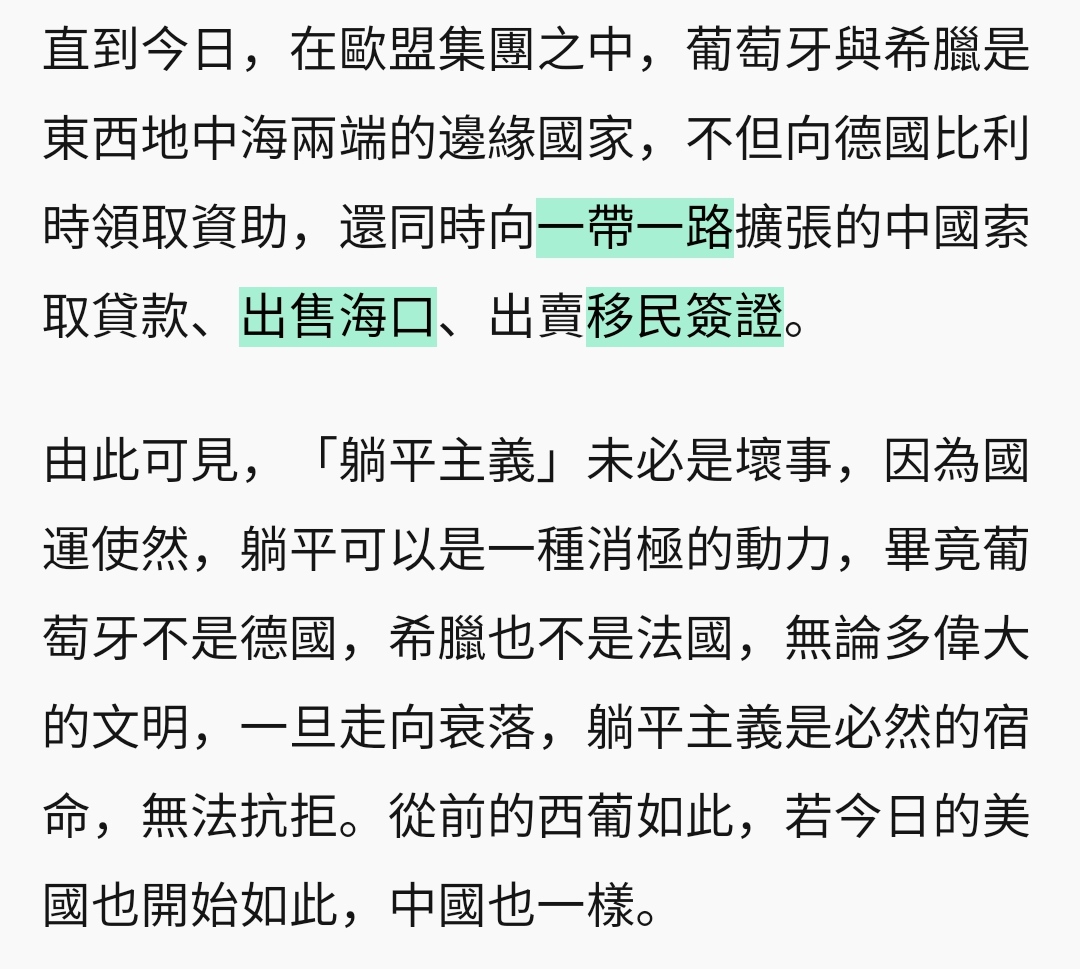 直到今日，在歐盟集團之中，葡萄牙與希臘是
東西地中海兩端的邊緣國家，不但向德國比利
時領取資助，還同時向一帶一路擴張的中國索
取貸款、出售海口、出賣移民簽證。
由此可見，「躺平主義」未必是壞事，因為國
運使然，躺平可以是一種消極的動力，畢竟葡
萄牙不是德國，希臘也不是法國，無論多偉大
的文明，一旦走向衰落，躺平主義是必然的宿
命，無法抗拒。從前的西葡如此，若今日的美
國也開始如此，中國也一樣。